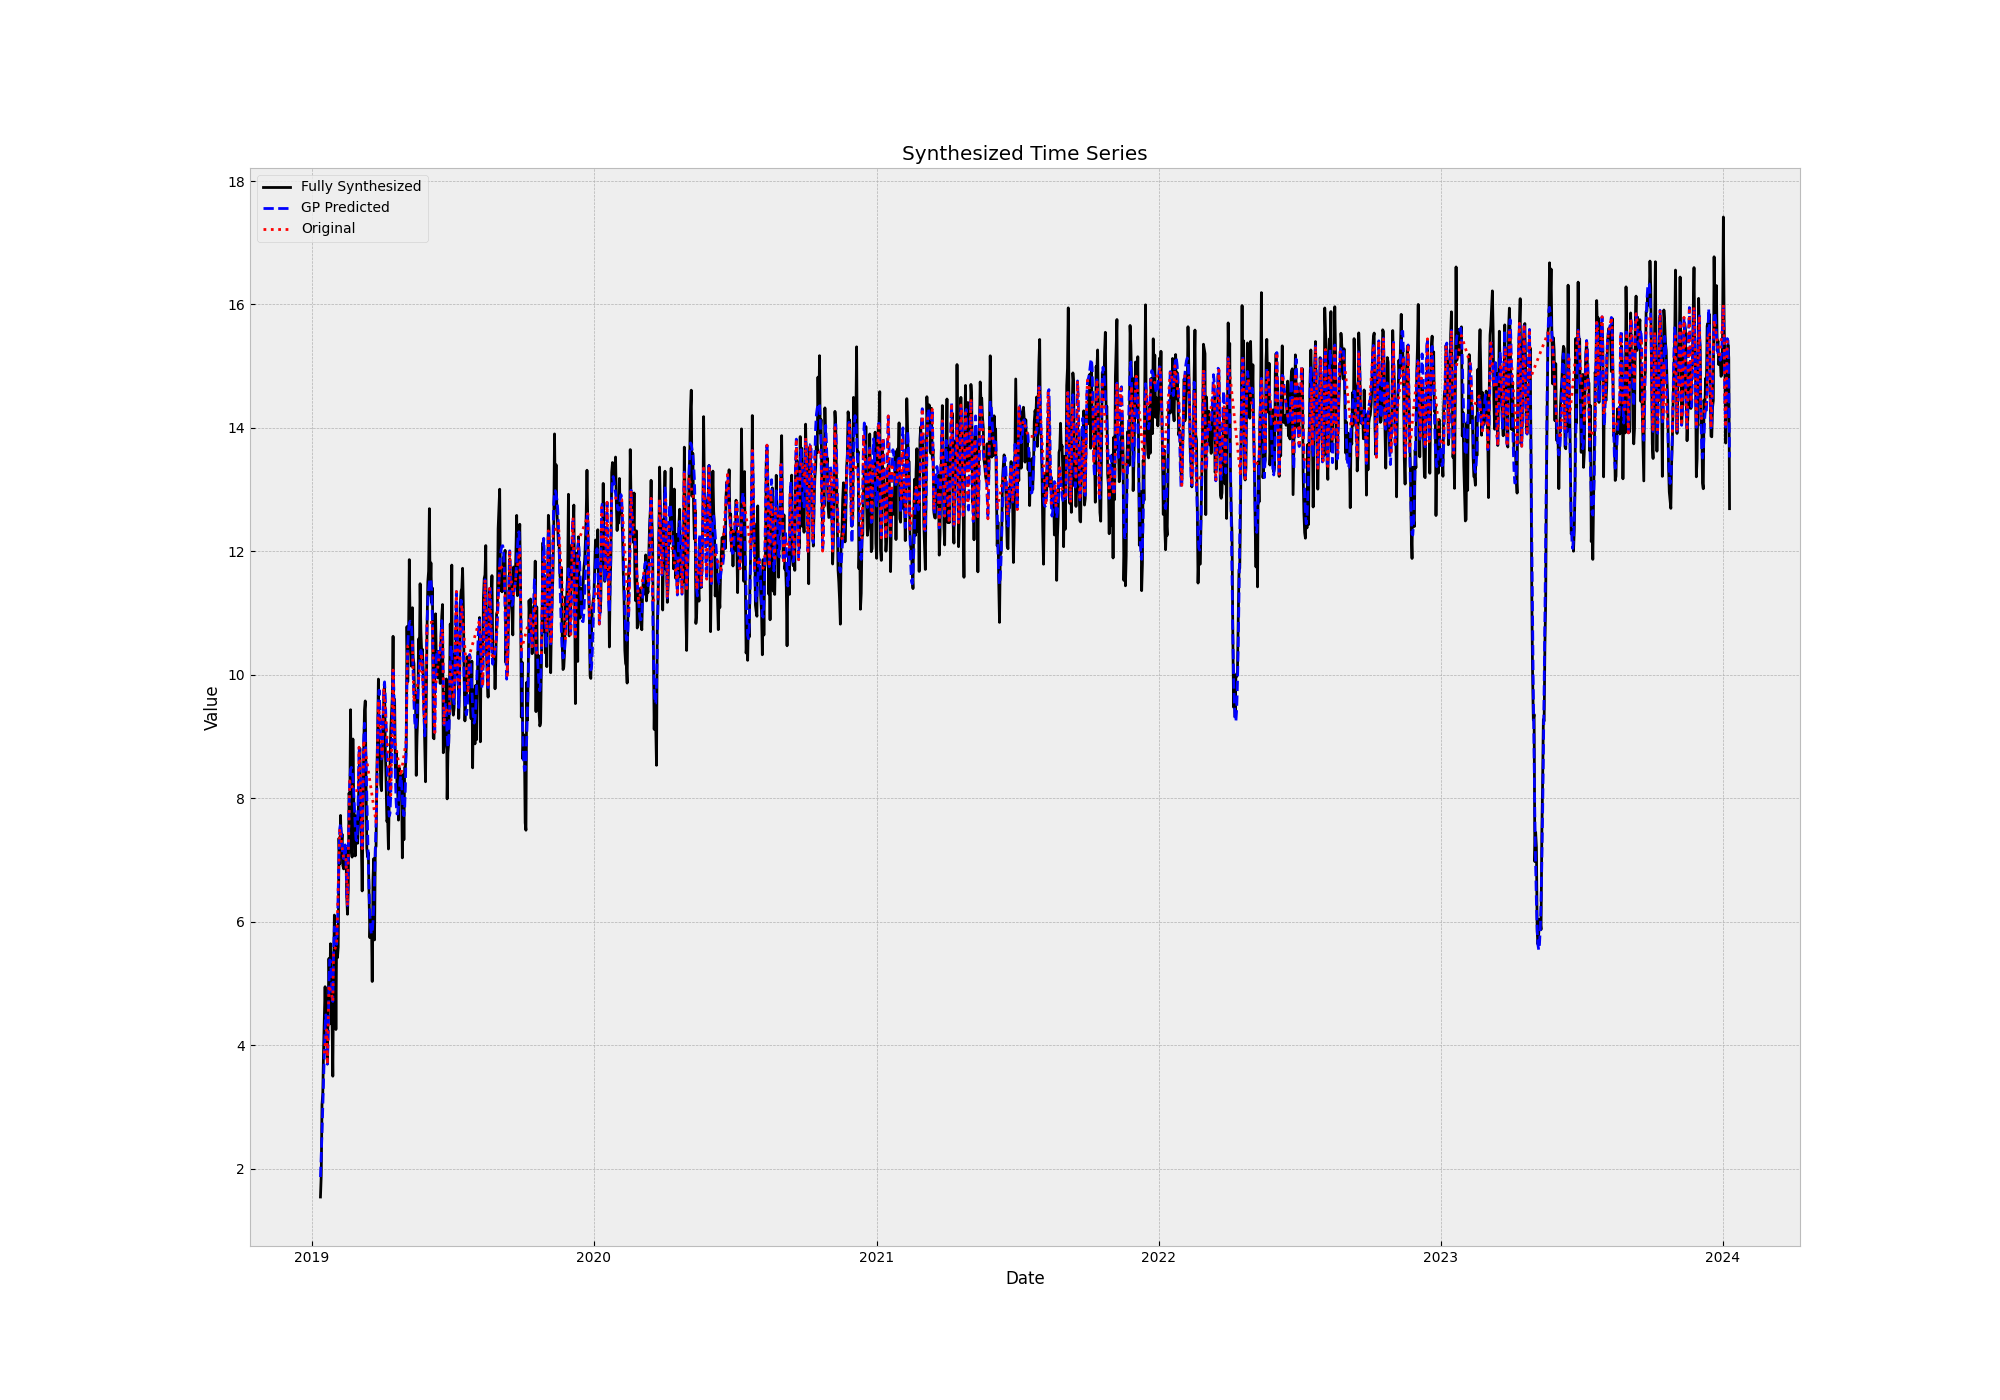 Synthesized Time Series
Fully Synthesized
GP Predicted
Original
18
16
14
12
10
8
6
4
2
Value
2019 2020 2021 2022 2023 2024
Date